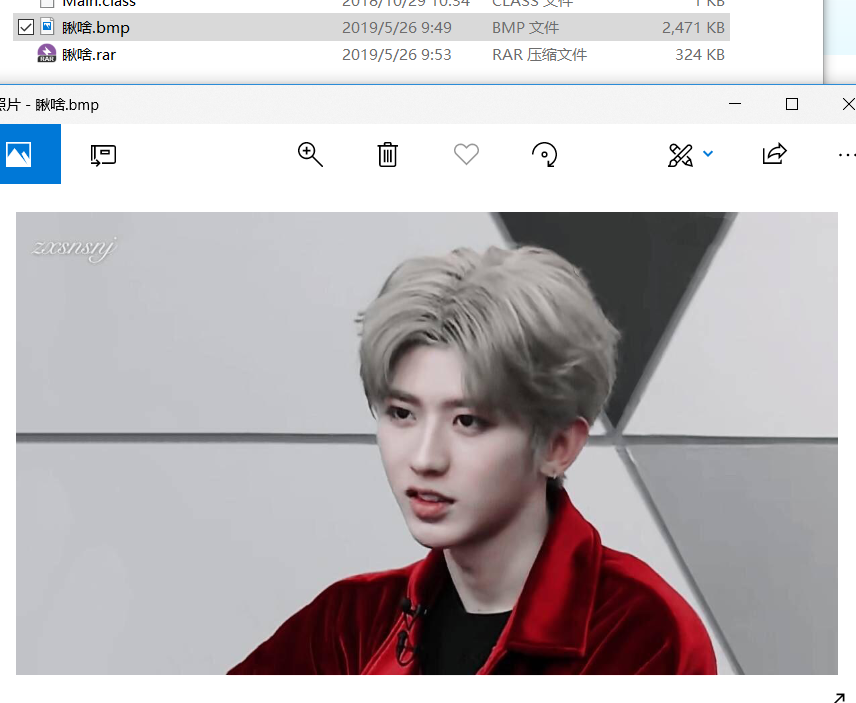 Main.class 2018/10/29 10:34 CLASS 文件 1 KB
瞅啥.bmp 2019/5/26 9:49 BMP 文件 2,471 KB
瞅啥.rar 2019/5/26 9:53 RAR 压缩文件 324 KB
照片 - 瞅啥.bmp
zxsnsnj